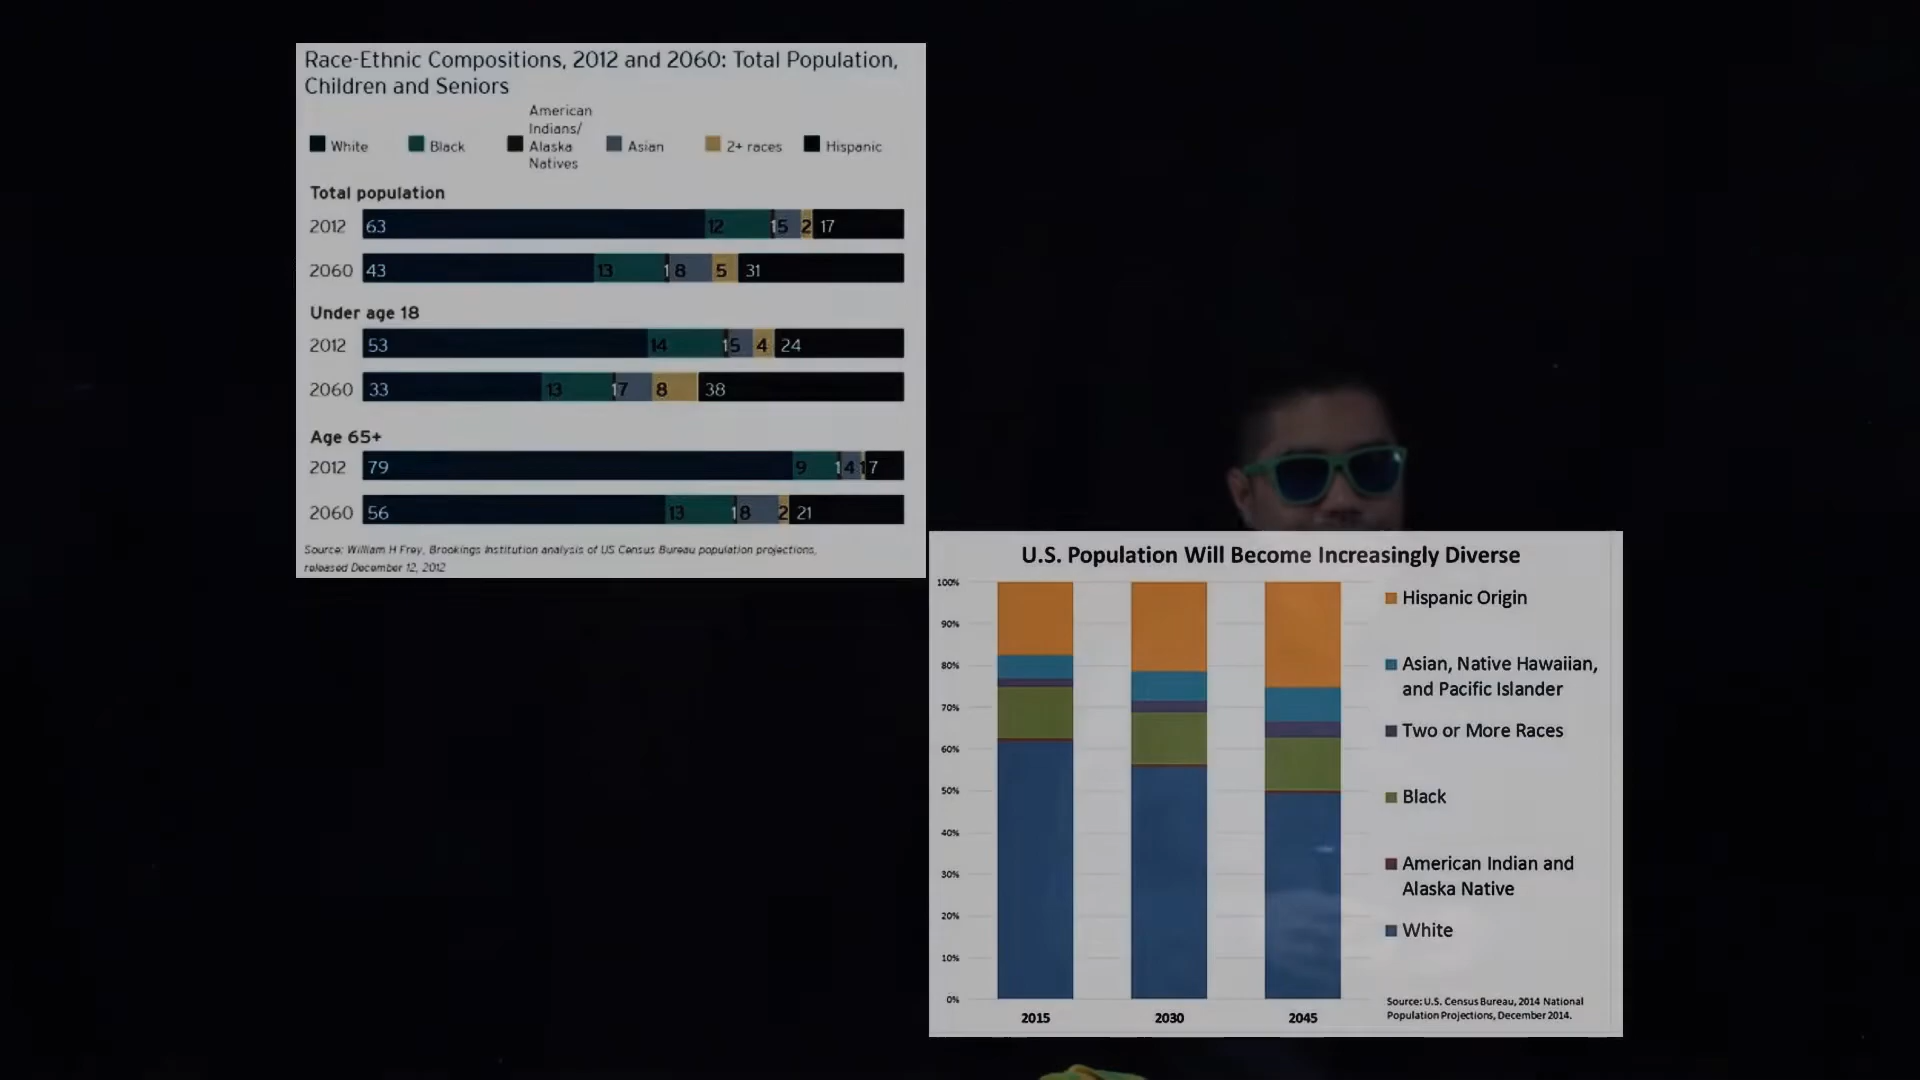 Race-Ethnic Compositions, 2012 and 2060: Total Population,
Children and Seniors
White
Black
American
Indians/
Alaska
Natives
Asian
2+ races
Hispanic
Total population
2012 63 12 1 5 2 17
2060 43 13 1 8 5 31
Under age 18
2012 53 14 1 5 4 24
2060 33 13 1 7 8 38
Age 65+
2012 79 9 1 4 1 7
2060 56 13 1 8 2 21
Source: William H Frey, Brookings Institution analysis of US Census Bureau population projections,
released December 12, 2012
U.S. Population Will Become Increasingly Diverse
100%
90%
80%
70%
60%
50%
40%
30%
20%
10%
0%
2015 2030 2045
Hispanic Origin
Asian, Native Hawaiian,
and Pacific Islander
Two or More Races
Black
American Indian and
Alaska Native
White
Source: U.S. Census Bureau, 2014 National
Population Projections, December 2014.